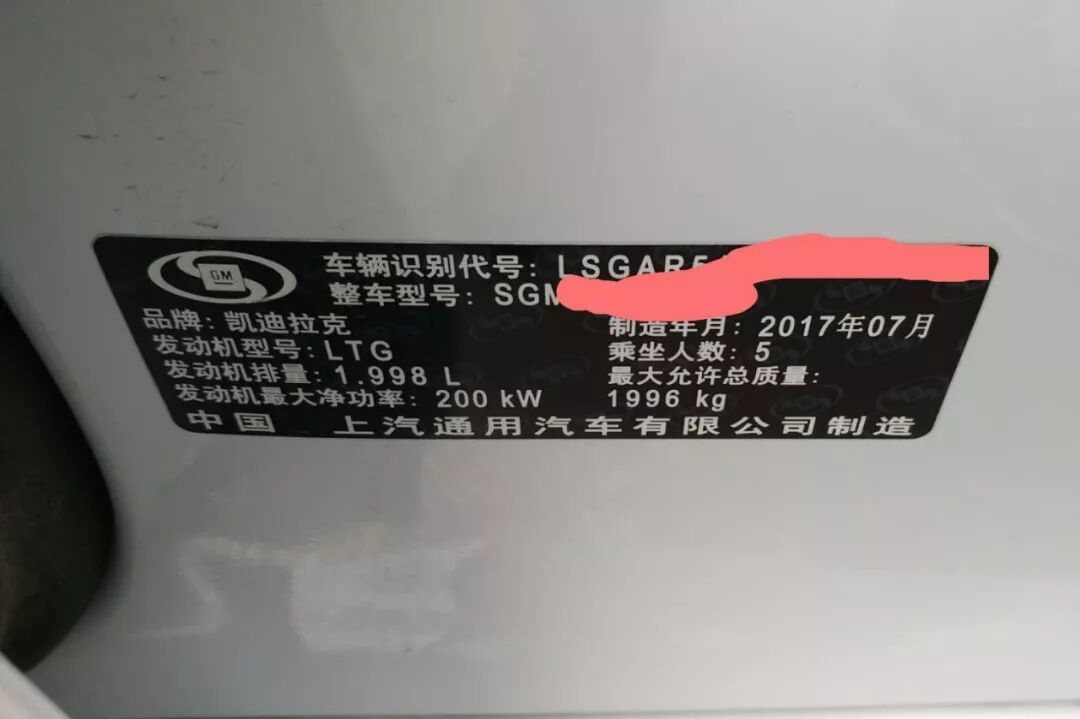 GM
车辆识别代号: LSGAR5
整车型号: SGM
品牌: 凯迪拉克
制造年月: 2017年07月
发动机型号: LTG
乘坐人数: 5
发动机排量: 1.998 L
最大允许总质量:
发动机最大净功率: 200 kW
1996 kg
中国 上汽通用汽车有限公司制造